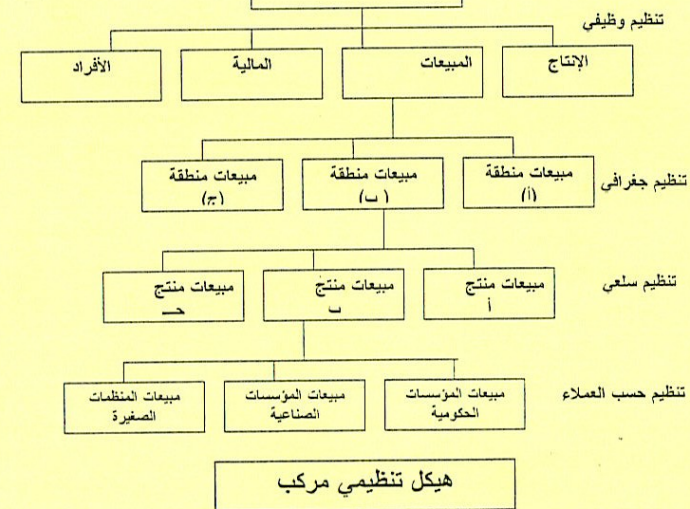 تنظيم وظيفي
الإنتاج
المبيعات
المالية
الأفراد
تنظيم جغرافي
مبيعات منطقة
(أ)
مبيعات منطقة
(ب)
مبيعات منطقة
(ج)
تنظيم سلعي
مبيعات منتج
أ
مبيعات منتج
ب
مبيعات منتج
جـ
تنظيم حسب العملاء
مبيعات المؤسسات
الحكومية
مبيعات المؤسسات
الصناعية
مبيعات المنظمات
الصغيرة
هيكل تنظيمي مركب